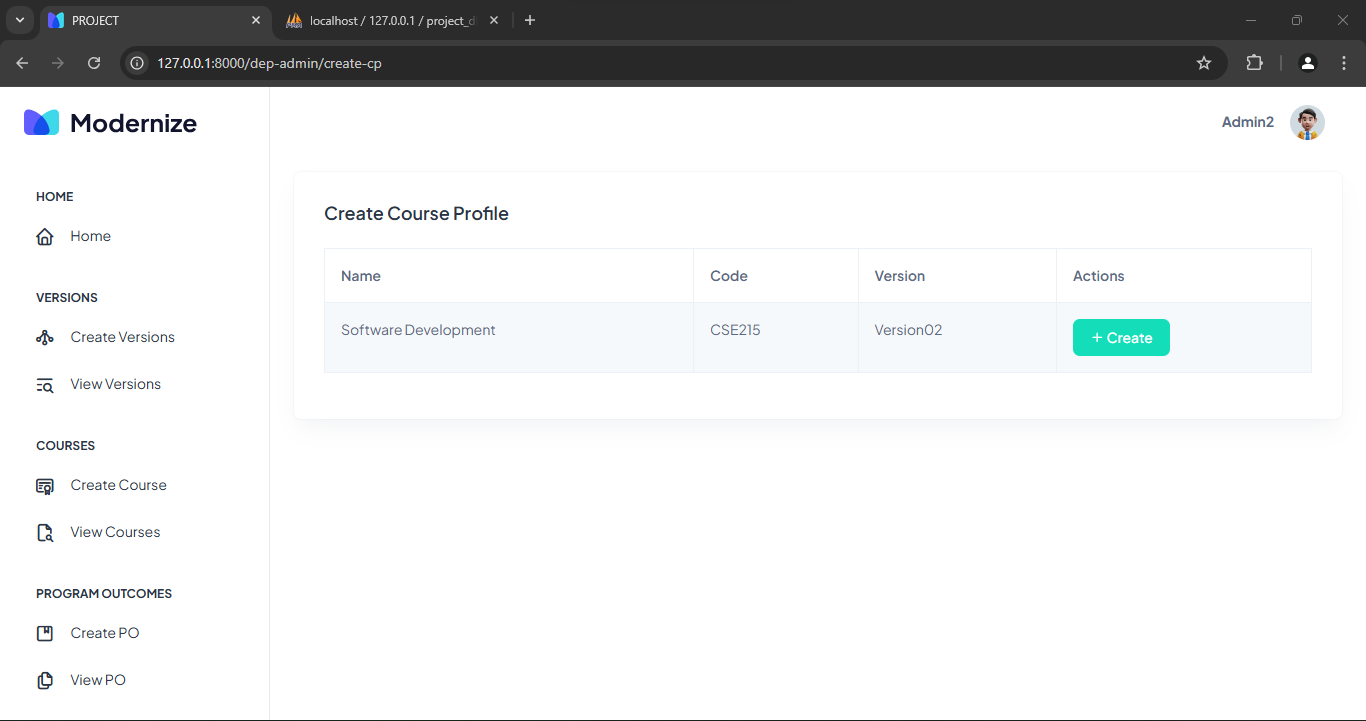 PROJECT
localhost / 127.0.0.1 / project_d
127.0.0.1:8000/dep-admin/create-cp
Modernize
Admin2
HOME
Home
VERSIONS
Create Versions
View Versions
COURSES
Create Course
View Courses
PROGRAM OUTCOMES
Create PO
View PO
Create Course Profile
Name Code Version Actions
Software Development CSE215 Version02 + Create